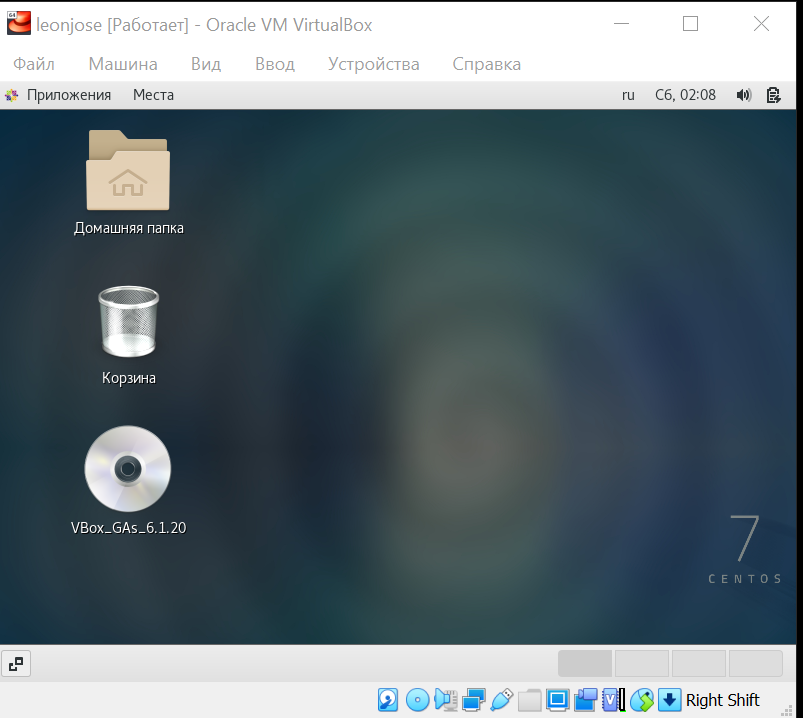 leonjose [Работает] - Oracle VM VirtualBox
Файл Машина Вид Ввод Устройства Справка
Приложения Места ru Сб, 02:08
Домашняя папка
Корзина
VBox_GAs_6.1.20
7
CENTOS
Right Shift